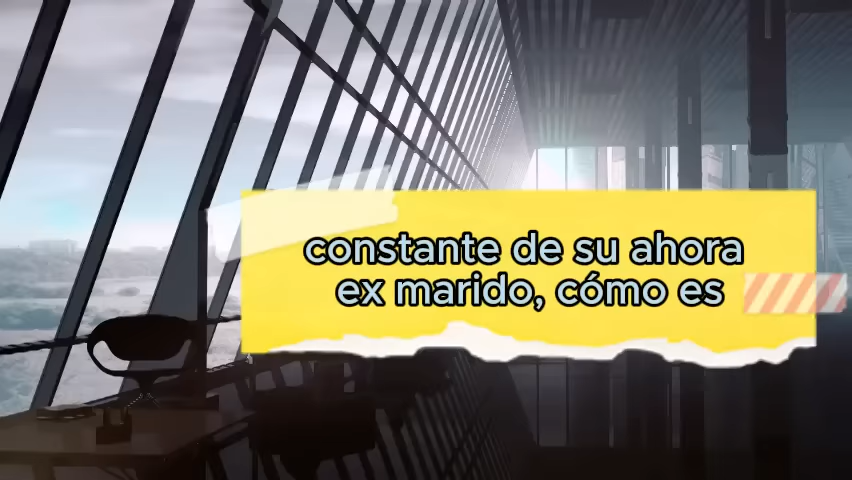 constante de su ahora
ex marido, cómo es